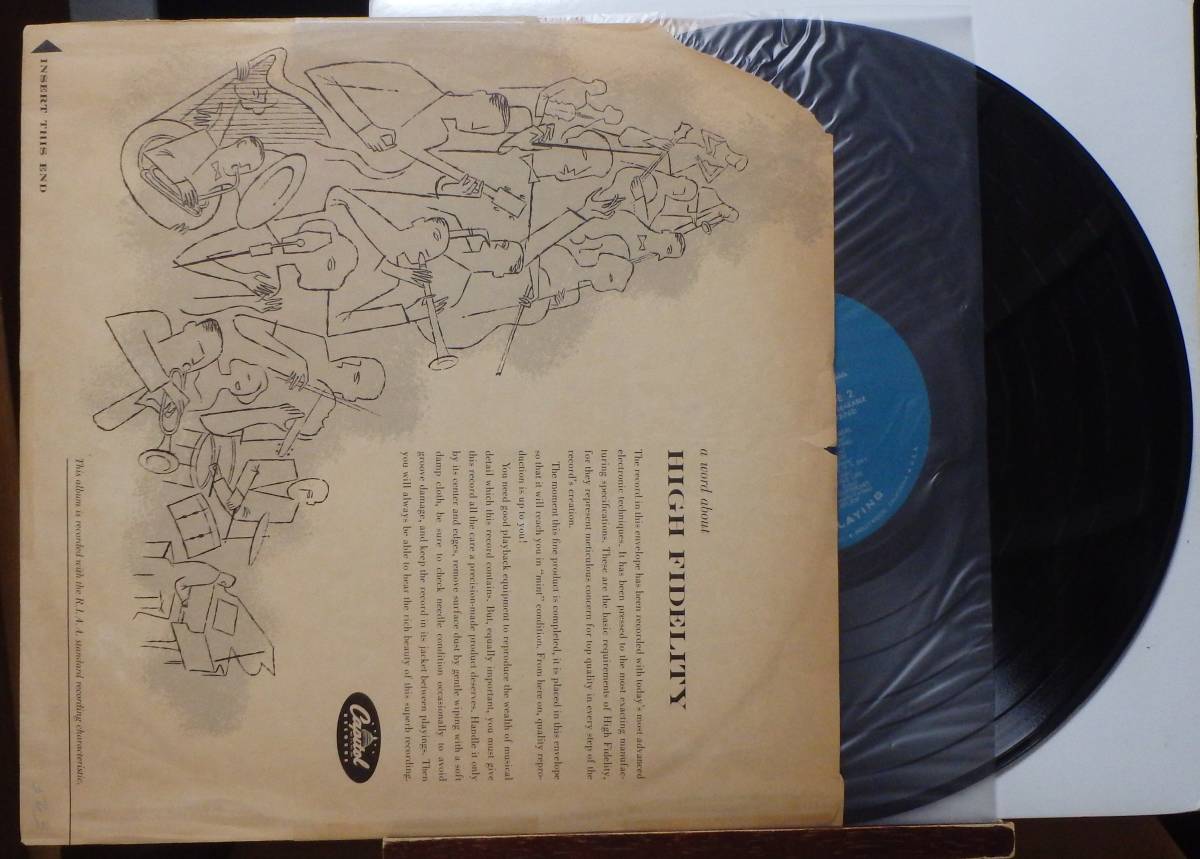 INSERT THIS END
a word about
HIGH FIDELITY
The record in this envelope has been recorded with today's most advanced
electronic techniques. It has been pressed to the most exacting manufac-
turing specifications. These are the basic requirements of High Fidelity,
for they represent meticulous concern for top quality in every step of the
record's creation.
The moment this fine product is completed, it is placed in this envelope
so that it will reach you in "mint" condition. From here on, quality repro-
duction is up to you!
You need good playback equipment to reproduce the wealth of musical
detail which this record contains. But, equally important, you must give
this record all the care a precision-made product deserves. Handle it only
by its center and edges, remove surface dust by gentle wiping with a soft
damp cloth, be sure to check needle condition occasionally to avoid
groove damage, and keep the record in its jacket between playings. Then
you will always be able to hear the rich beauty of this superb recording.
Capitol
RECORDS
This album is recorded with the R.I.A.A. standard recording characteristic.
2
LAYING